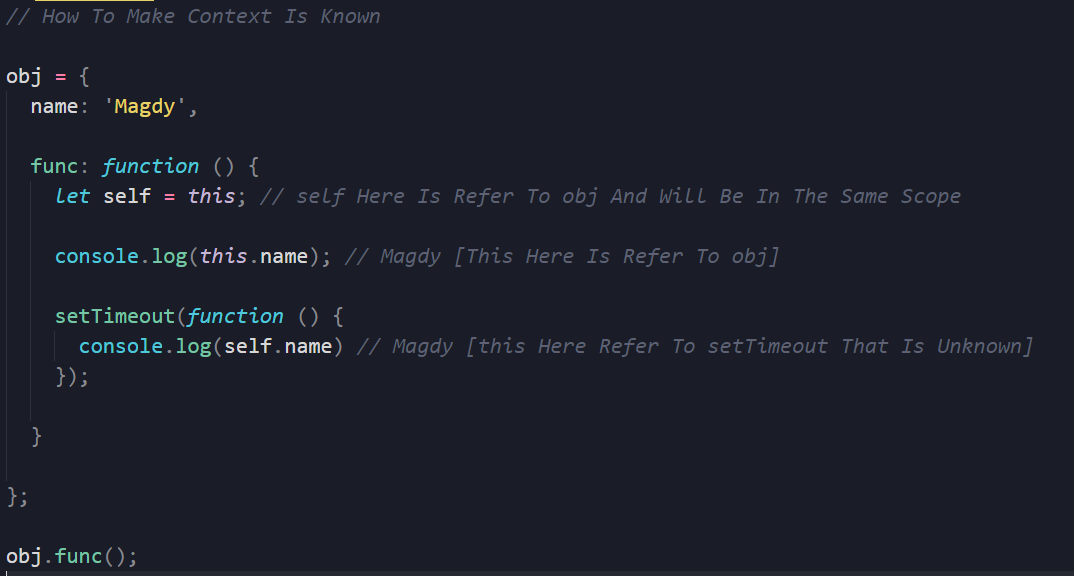 // How To Make Context Is Known
obj = {
name: 'Magdy',
func: function () {
let self = this; // self Here Is Refer To obj And Will Be In The Same Scope
console.log(this.name); // Magdy [This Here Is Refer To obj]
setTimeout(function () {
console.log(self.name) // Magdy [this Here Refer To setTimeout That Is Unknown]
});
}
};
obj.func();